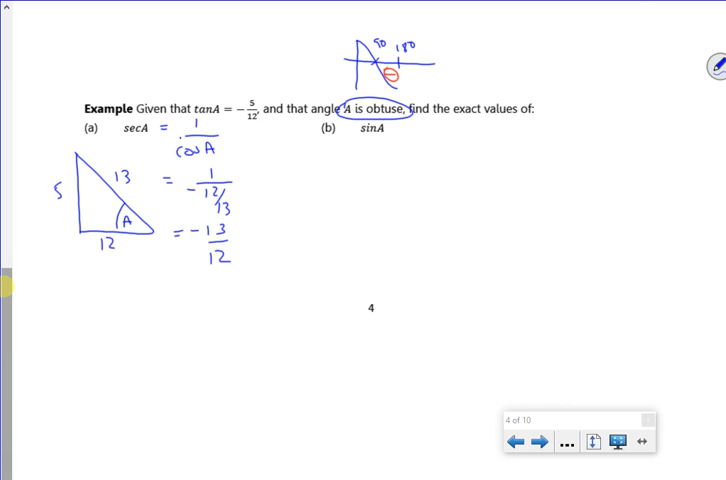 90 180
Example Given that tanA = −5/12, and that angle A is obtuse, find the exact values of:
(a) secA = 1/cosA (b) sinA
13 = 1/-12/13
5
A
12 = -13/12
4
4 of 10